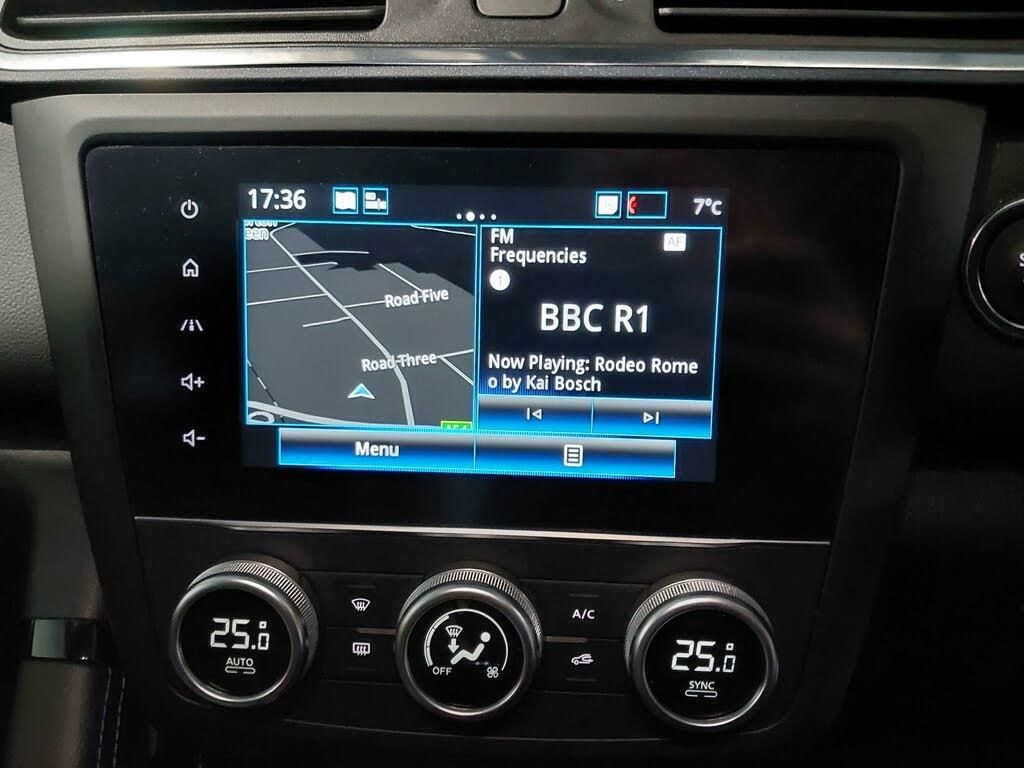 17:36
7°C
een
Road Five
Road Three
FM
AF
Frequencies
i
BBC R1
Now Playing: Rodeo Rome
o by Kai Bosch
Menu
25.0
AUTO
OFF
A/C
25.0
SYNC
S